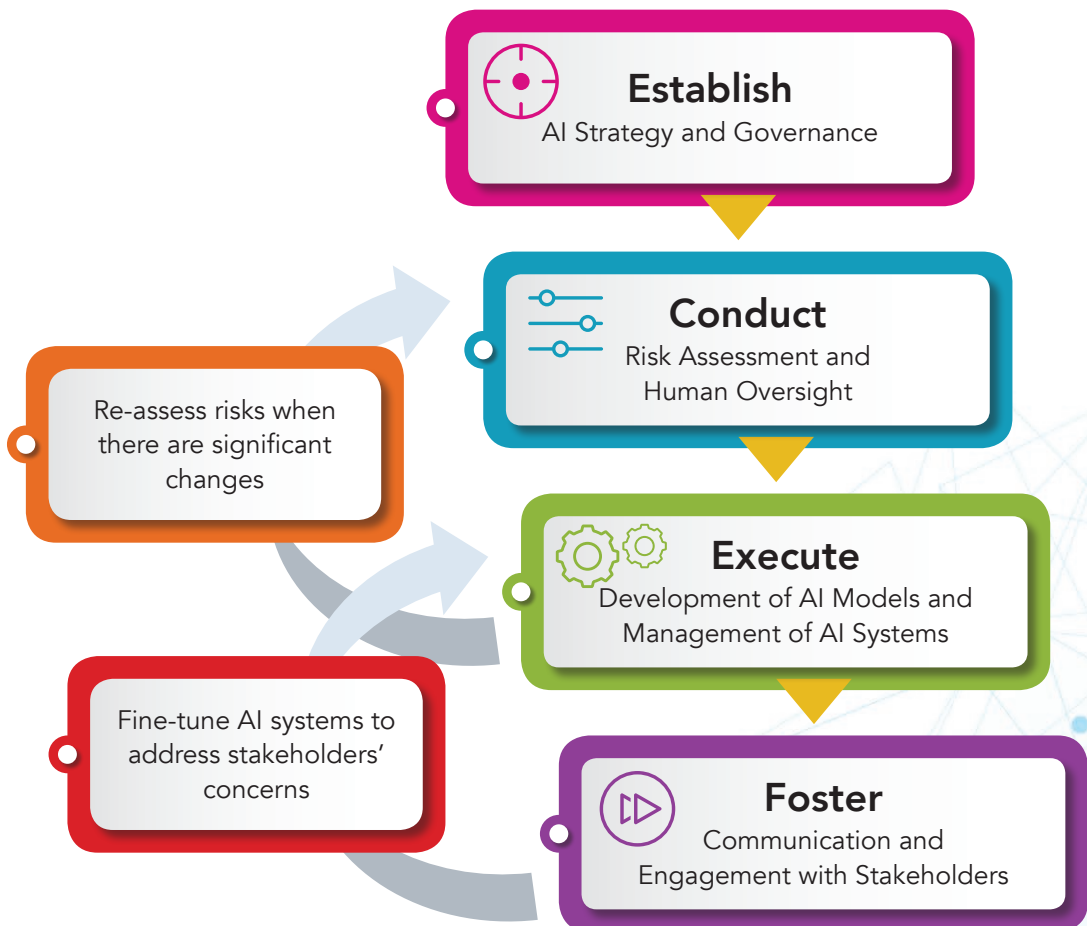 Establish
AI Strategy and Governance
Conduct
Risk Assessment and
Human Oversight
Re-assess risks when
there are significant
changes
Execute
Development of AI Models and
Management of AI Systems
Fine-tune AI systems to
address stakeholders’
concerns
Foster
Communication and
Engagement with Stakeholders